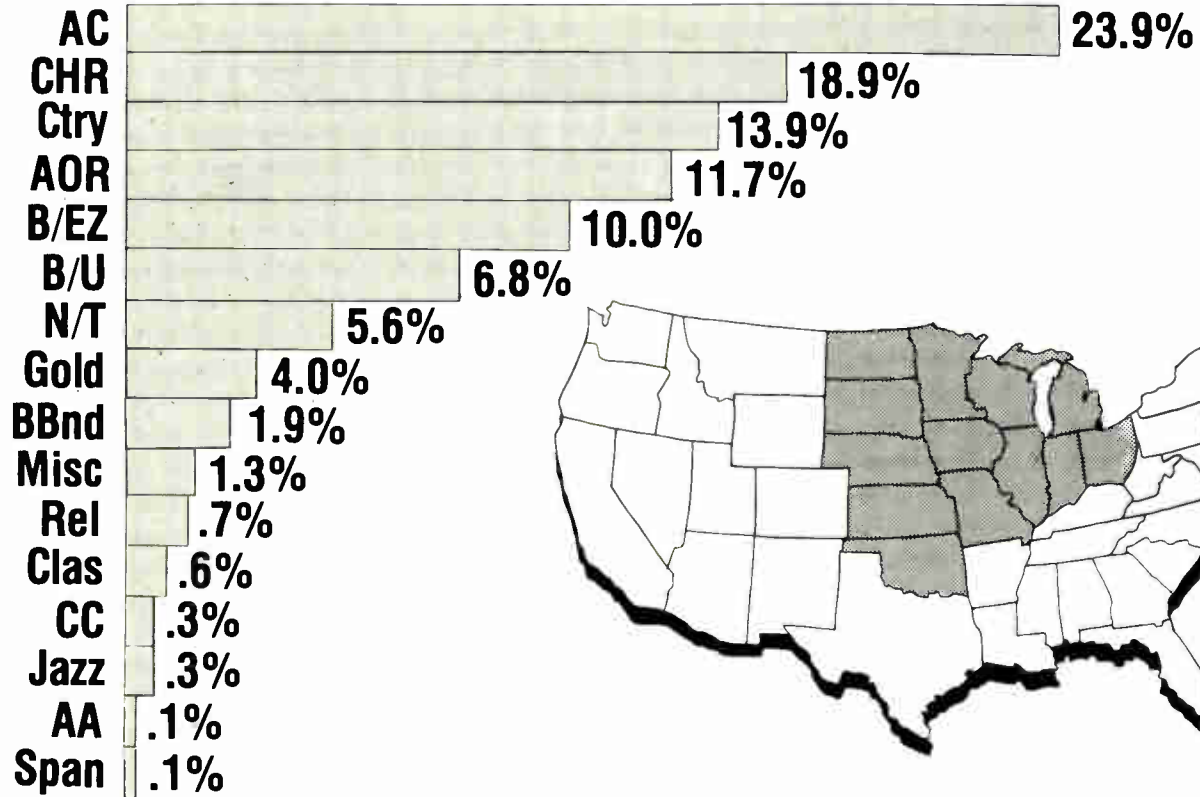 AC 23.9%
CHR 18.9%
Ctry 13.9%
AOR 11.7%
B/EZ 10.0%
B/U 6.8%
N/T 5.6%
Gold 4.0%
BBnd 1.9%
Misc 1.3%
Rel .7%
Clas .6%
CC .3%
Jazz .3%
AA .1%
Span .1%